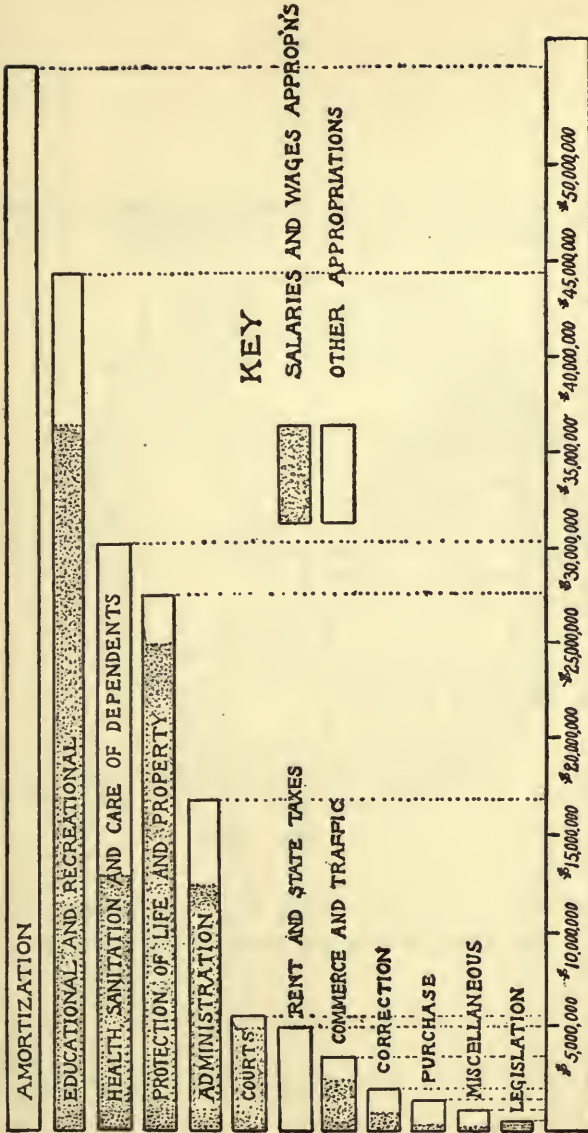 AMORTIZATION
EDUCATIONAL AND RECREATIONAL
HEALTH SANITATION AND CARE OF DEPENDENTS
PROTECTION OF LIFE AND PROPERTY
ADMINISTRATION
COURTS
RENT AND STATE TAXES
COMMERCE AND TRAFFIC
CORRECTION
PURCHASE
MISCELLANEOUS
LEGISLATION
KEY
SALARIES AND WAGES APPROP'N'S
OTHER APPROPRIATIONS
$5,000,000 $10,000,000 $15,000,000 $20,000,000 $25,000,000 $30,000,000 $35,000,000 $40,000,000 $45,000,000 $50,000,000